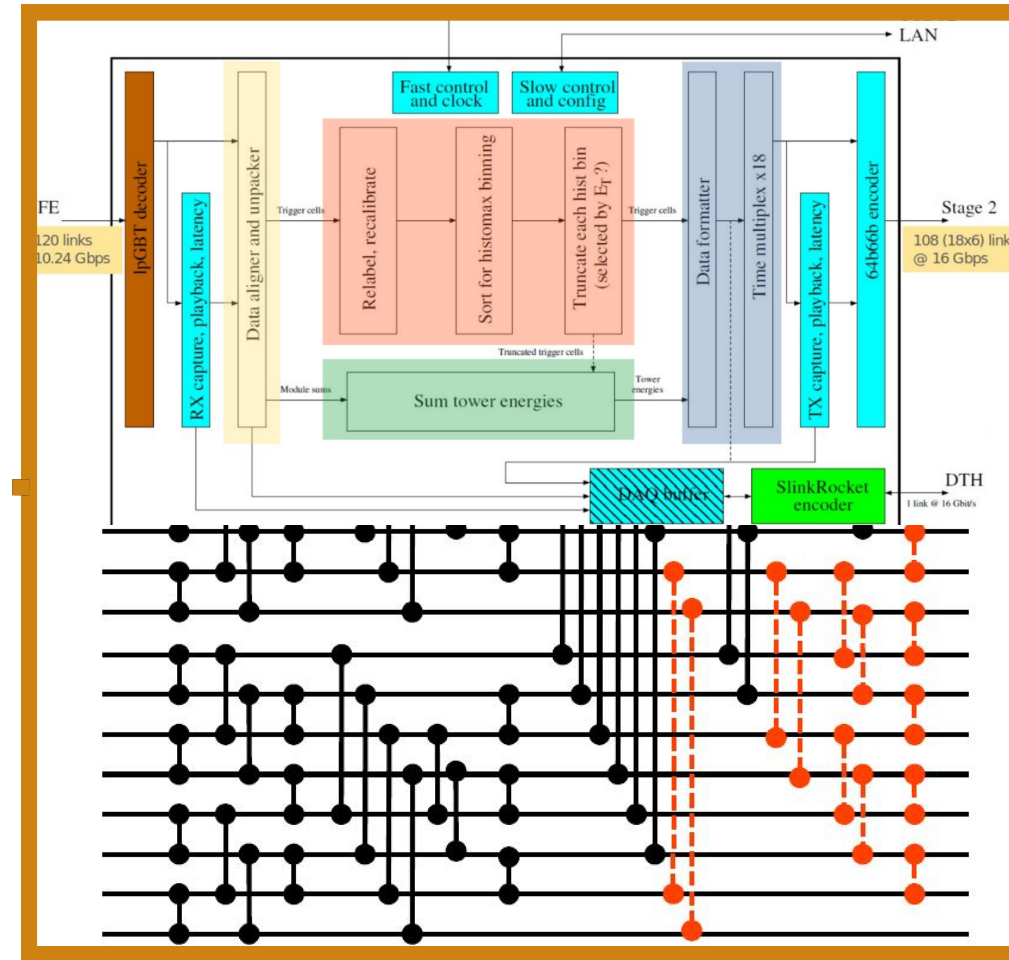 LAN
Fast control
and clock
Slow control
and config
FE
120 links
10.24 Gbps
lpGBT decoder
RX capture, playback, latency
Data aligner and unpacker
Trigger cells
Relabel, recalibrate
Sort for histomax binning
Truncate each hist bin
(selected by ET ?)
Trigger cells
Data formatter
Time multiplex x18
TX capture, playback, latency
64b66b encoder
Stage 2
108 (18x6) link
@ 16 Gbps
Truncated trigger cells
Module sums
Sum tower energies
Tower
energies
DAQ buffer
SlinkRocket
encoder
DTH
1 link @ 16 Gbit/s